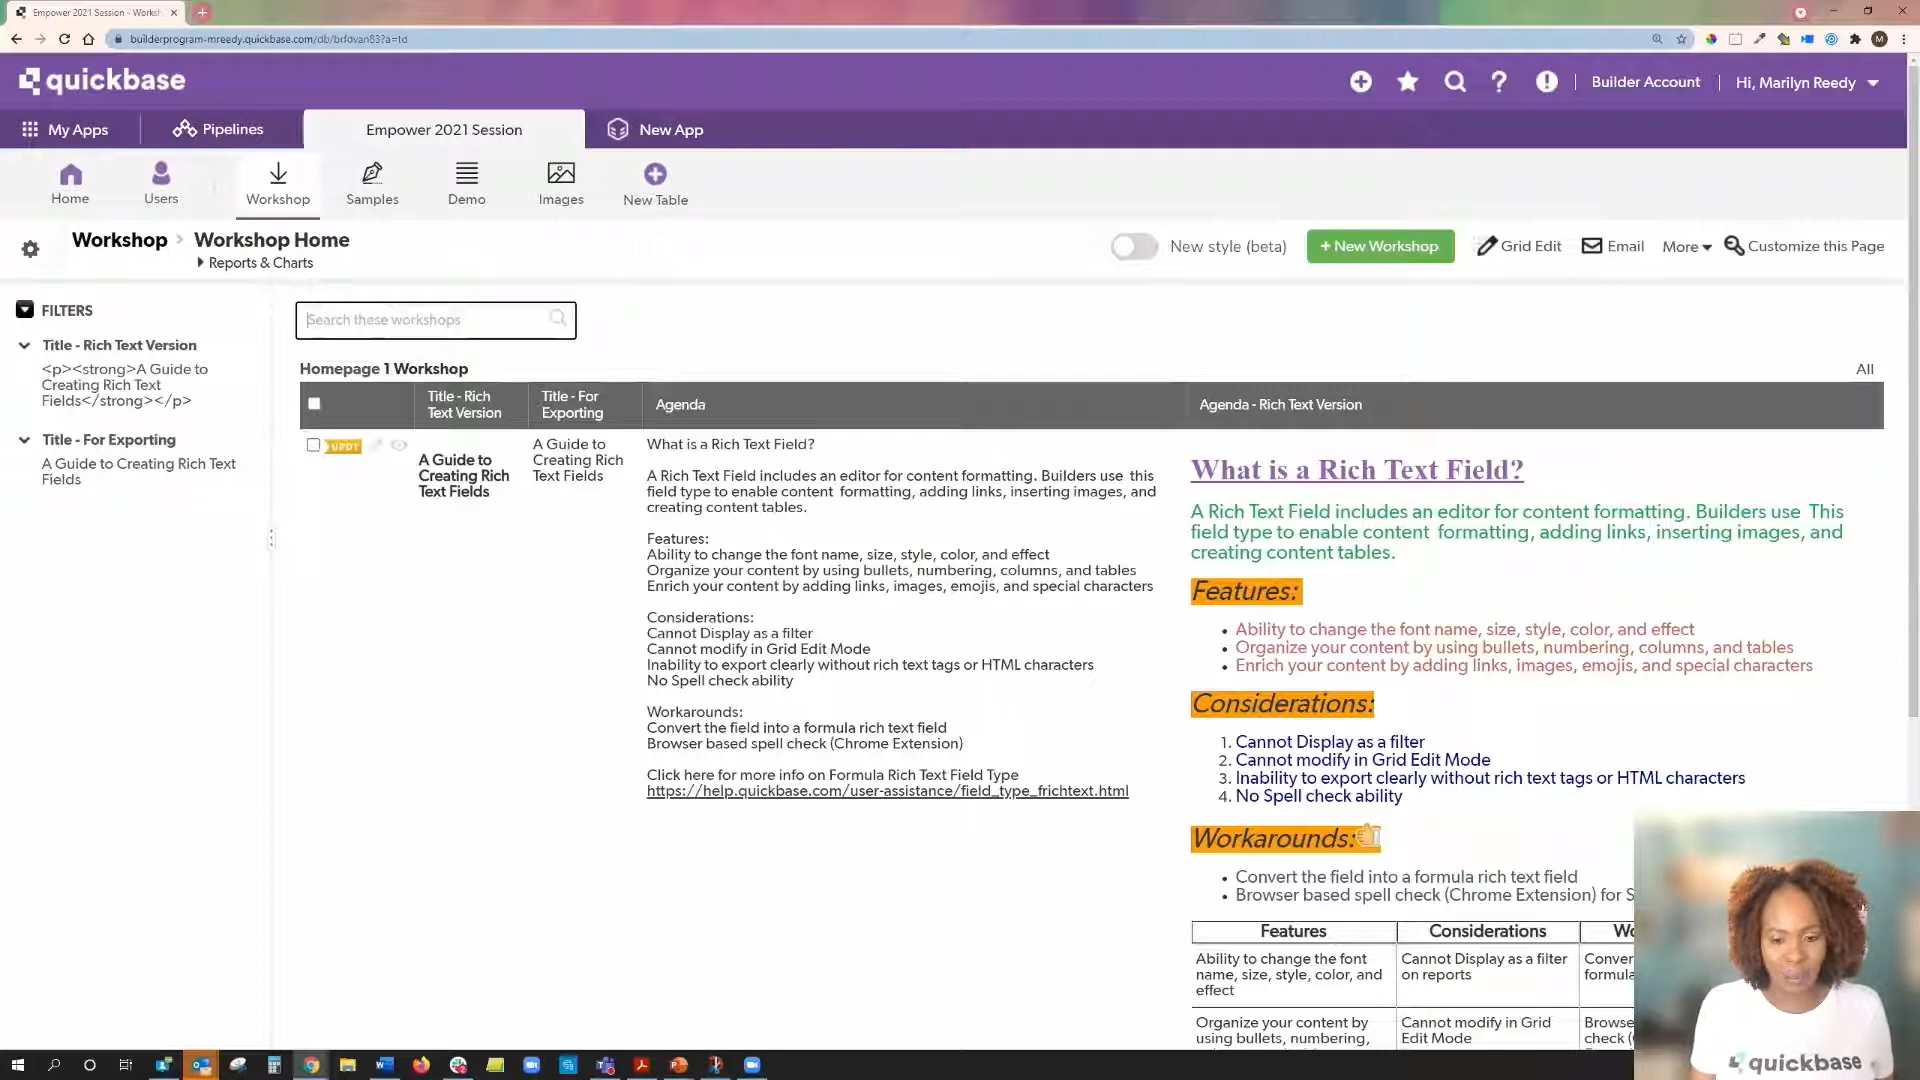 Empower 2021 Session - Worksh
builderprogram-mreedy.quickbase.com/db/brfdvan83?a=td
quickbase
Builder Account
Hi, Marilyn Reedy
My Apps
Pipelines
Empower 2021 Session
New App
Home
Users
Workshop
Samples
Demo
Images
New Table
Workshop
Workshop Home
Reports & Charts
New style (beta)
+ New Workshop
Grid Edit
Email
More
Customize this Page
FILTERS
Title - Rich Text Version
<p><strong>A Guide to
Creating Rich Text
Fields</strong></p>
Title - For Exporting
A Guide to Creating Rich Text
Fields
Search these workshops
Homepage 1 Workshop
All
Title - Rich
Text Version
Title - For
Exporting
Agenda
Agenda - Rich Text Version
UPDT
A Guide to
Creating Rich
Text Fields
A Guide to
Creating Rich
Text Fields
What is a Rich Text Field?
A Rich Text Field includes an editor for content formatting. Builders use this
field type to enable content formatting, adding links, inserting images, and
creating content tables.
Features:
Ability to change the font name, size, style, color, and effect
Organize your content by using bullets, numbering, columns, and tables
Enrich your content by adding links, images, emojis, and special characters
Considerations:
Cannot Display as a filter
Cannot modify in Grid Edit Mode
Inability to export clearly without rich text tags or HTML characters
No Spell check ability
Workarounds:
Convert the field into a formula rich text field
Browser based spell check (Chrome Extension)
Click here for more info on Formula Rich Text Field Type
https://help.quickbase.com/user-assistance/field_type_frichtext.html
What is a Rich Text Field?
A Rich Text Field includes an editor for content formatting. Builders use This
field type to enable content formatting, adding links, inserting images, and
creating content tables.
Features:
• Ability to change the font name, size, style, color, and effect
• Organize your content by using bullets, numbering, columns, and tables
• Enrich your content by adding links, images, emojis, and special characters
Considerations:
1. Cannot Display as a filter
2. Cannot modify in Grid Edit Mode
3. Inability to export clearly without rich text tags or HTML characters
4. No Spell check ability
Workarounds:
• Convert the field into a formula rich text field
• Browser based spell check (Chrome Extension) for S
Features
Considerations
Wo
Ability to change the font
name, size, style, color, and
effect
Cannot Display as a filter
on reports
Conver
formula
Organize your content by
using bullets, numbering,
Cannot modify in Grid
Edit Mode
Browse
check (
quickbase